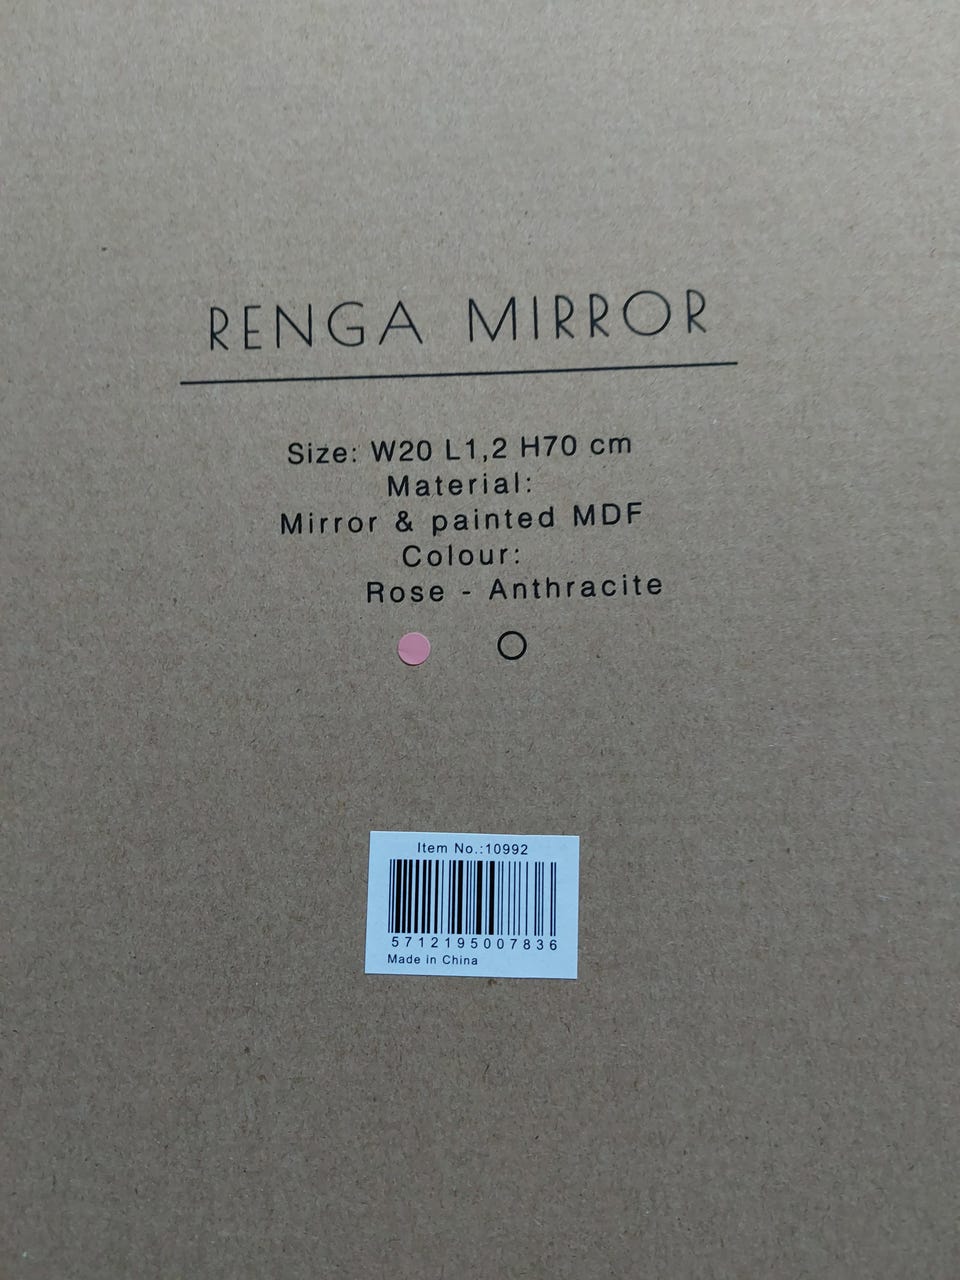 RENGA MIRROR
Size: W20 L1,2 H70 cm
Material:
Mirror & painted MDF
Colour:
Rose - Anthracite
Item No.:10992
5712195007836
Made in China